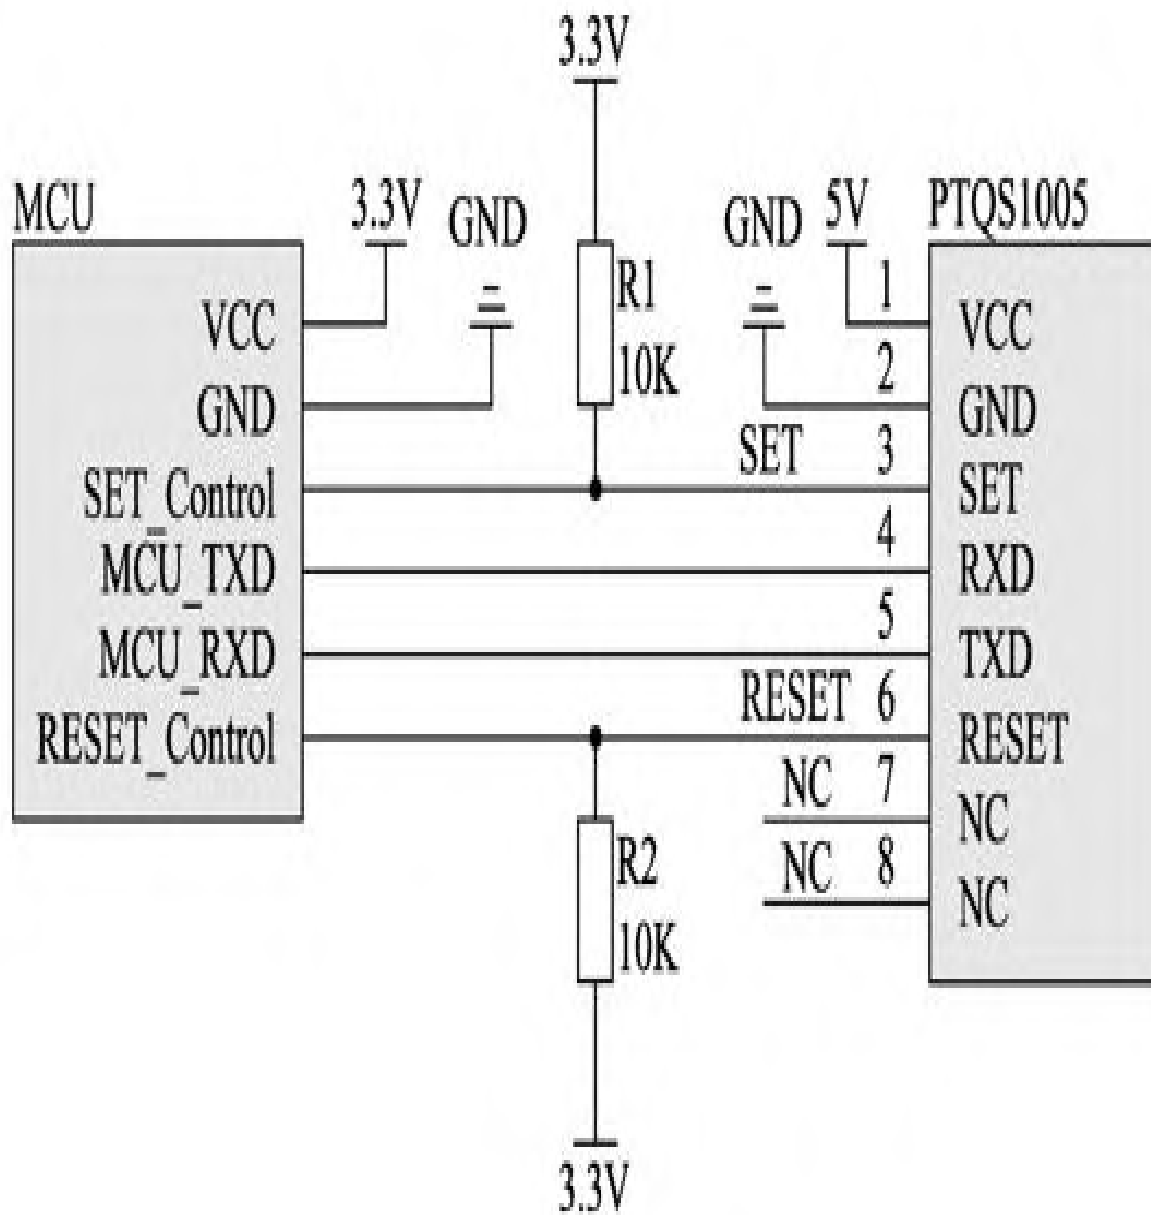 3.3V
MCU
3.3V
GND
GND
5V
PTQS1005
R1
10K
VCC
GND
SET_Control
MCU_TXD
MCU_RXD
RESET_Control
SET
RESET
NC
NC
1
2
3
4
5
6
7
8
VCC
GND
SET
RXD
TXD
RESET
NC
NC
R2
10K
3.3V